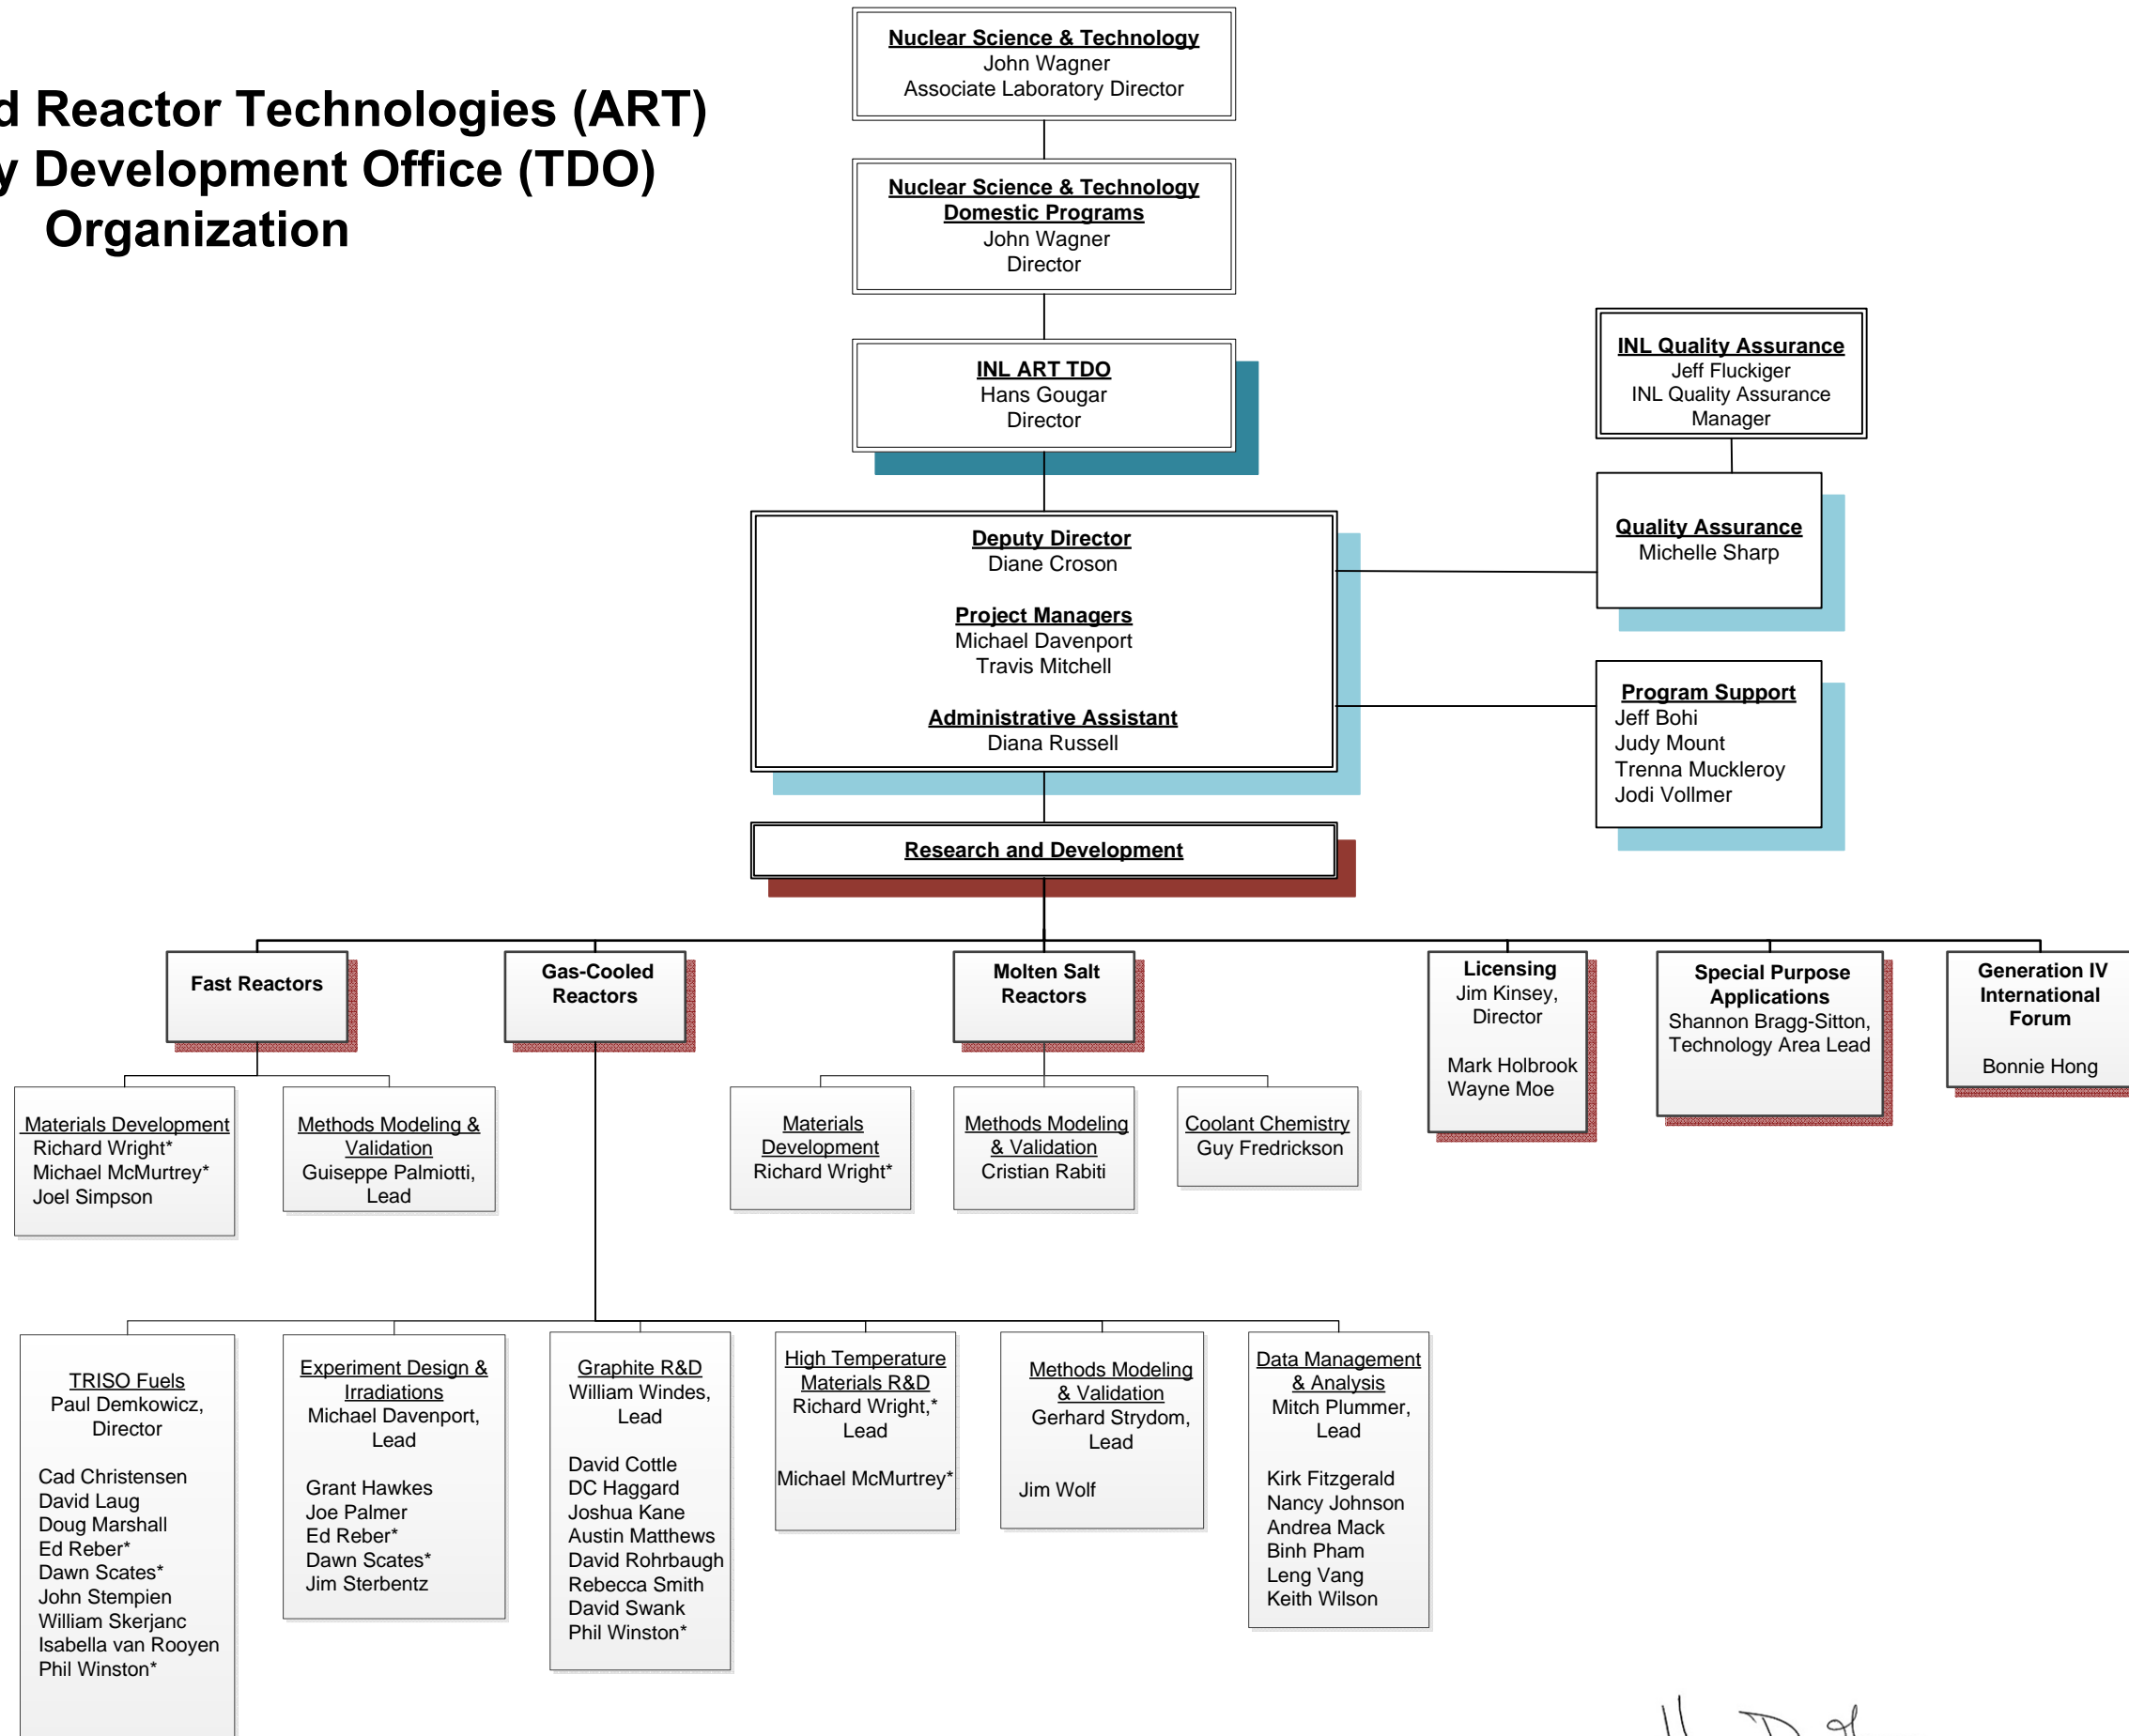 d Reactor Technologies (ART)
y Development Office (TDO)
Organization
Nuclear Science & Technology
John Wagner
Associate Laboratory Director
Nuclear Science & Technology
Domestic Programs
John Wagner
Director
INL ART TDO
Hans Gougar
Director
INL Quality Assurance
Jeff Fluckiger
INL Quality Assurance
Manager
Deputy Director
Diane Croson
Project Managers
Michael Davenport
Travis Mitchell
Administrative Assistant
Diana Russell
Quality Assurance
Michelle Sharp
Program Support
Jeff Bohi
Judy Mount
Trenna Muckleroy
Jodi Vollmer
Research and Development
Fast Reactors
Gas-Cooled
Reactors
Molten Salt
Reactors
Licensing
Jim Kinsey,
Director
Mark Holbrook
Wayne Moe
Special Purpose
Applications
Shannon Bragg-Sitton,
Technology Area Lead
Generation IV
International
Forum
Bonnie Hong
Materials Development
Richard Wright*
Michael McMurtrey*
Joel Simpson
Methods Modeling &
Validation
Guiseppe Palmiotti,
Lead
Materials
Development
Richard Wright*
Methods Modeling
& Validation
Cristian Rabiti
Coolant Chemistry
Guy Fredrickson
TRISO Fuels
Paul Demkowicz,
Director
Cad Christensen
David Laug
Doug Marshall
Ed Reber*
Dawn Scates*
John Stempien
William Skerjanc
Isabella van Rooyen
Phil Winston*
Experiment Design &
Irradiations
Michael Davenport,
Lead
Grant Hawkes
Joe Palmer
Ed Reber*
Dawn Scates*
Jim Sterbentz
Graphite R&D
William Windes,
Lead
David Cottle
DC Haggard
Joshua Kane
Austin Matthews
David Rohrbaugh
Rebecca Smith
David Swank
Phil Winston*
High Temperature
Materials R&D
Richard Wright,*
Lead
Michael McMurtrey*
Methods Modeling
& Validation
Gerhard Strydom,
Lead
Jim Wolf
Data Management
& Analysis
Mitch Plummer,
Lead
Kirk Fitzgerald
Nancy Johnson
Andrea Mack
Binh Pham
Leng Vang
Keith Wilson